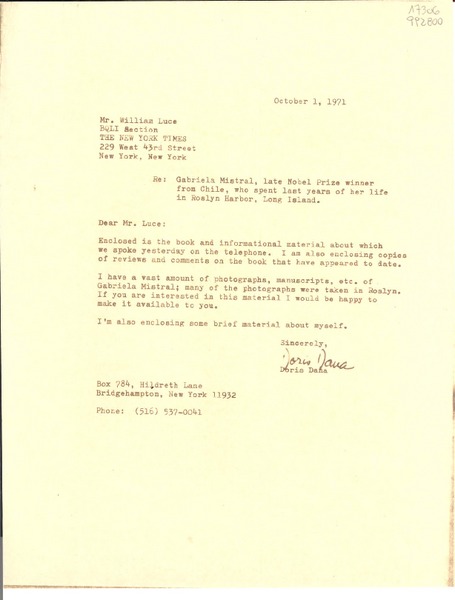 17306
992800
October 1, 1971
Mr. William Luce
BQLI Section
THE NEW YORK TIMES
229 West 43rd Street
New York, New York
Re: Gabriela Mistral, late Nobel Prize winner
from Chile, who spent last years of her life
in Roslyn Harbor, Long Island.
Dear Mr. Luce:
Enclosed is the book and informational material about which
we spoke yesterday on the telephone. I am also enclosing copies
of reviews and comments on the book that have appeared to date.
I have a vast amount of photographs, manuscripts, etc. of
Gabriela Mistral; many of the photographs were taken in Roslyn.
If you are interested in this material I would be happy to
make it available to you.
I'm also enclosing some brief material about myself.
Sincerely,
Doris Dana
Doris Dana
Box 784, Hildreth Lane
Bridgehampton, New York 11932
Phone: (516) 537-0041